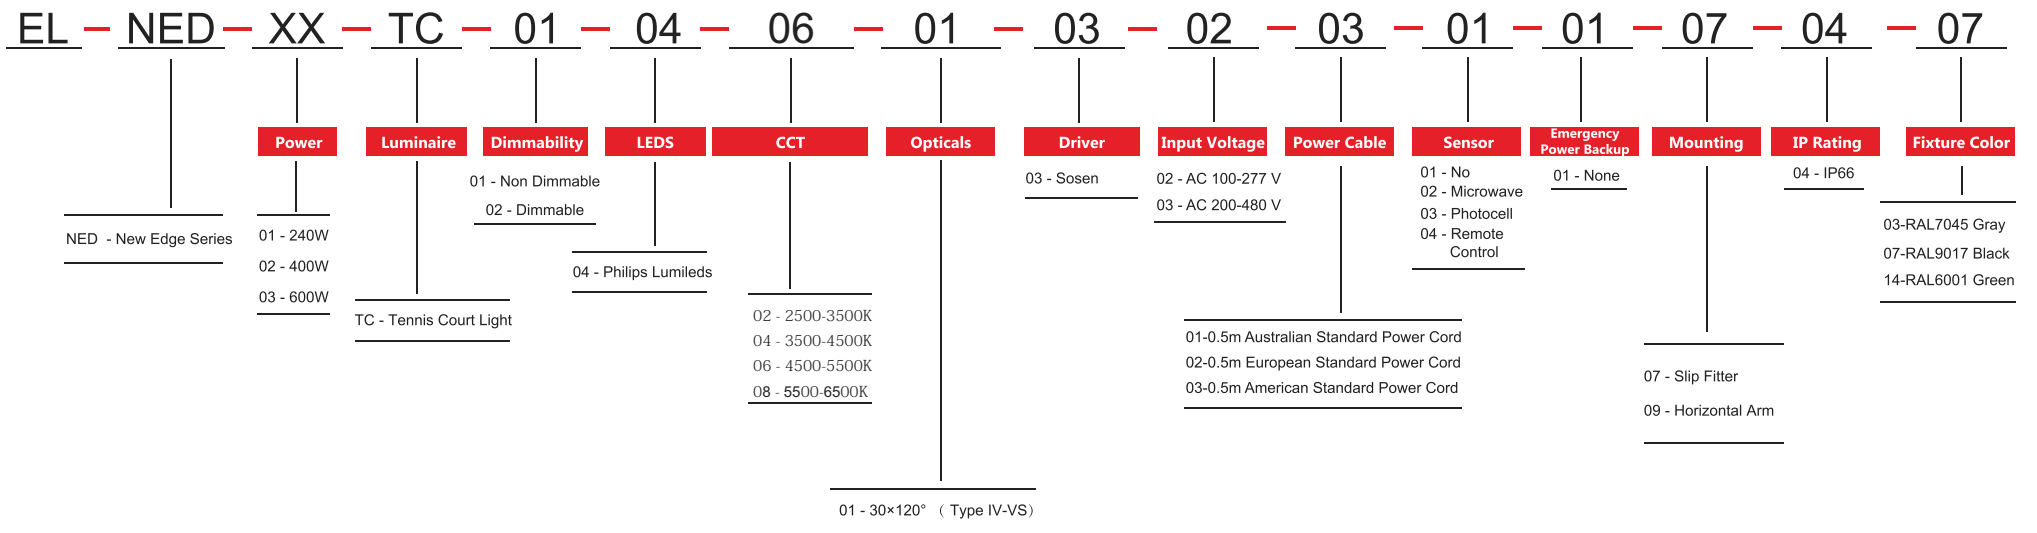 EL – NED – XX – TC – 01 – 04 – 06 – 01 – 03 – 02 – 03 – 01 – 01 – 07 – 04 – 07
Power
Luminaire
Dimmability
LEDS
CCT
Opticals
Driver
Input Voltage
Power Cable
Sensor
Emergency
Power Backup
Mounting
IP Rating
Fixture Color
NED - New Edge Series
01 - 240W
02 - 400W
03 - 600W
TC - Tennis Court Light
01 - Non Dimmable
02 - Dimmable
04 - Philips Lumileds
02 - 2500-3500K
04 - 3500-4500K
06 - 4500-5500K
08 - 5500-6500K
01 - 30×120° （ Type IV-VS）
03 - Sosen
02 - AC 100-277 V
03 - AC 200-480 V
01-0.5m Australian Standard Power Cord
02-0.5m European Standard Power Cord
03-0.5m American Standard Power Cord
01 - No
02 - Microwave
03 - Photocell
04 - Remote
Control
01 - None
07 - Slip Fitter
09 - Horizontal Arm
04 - IP66
03-RAL7045 Gray
07-RAL9017 Black
14-RAL6001 Green